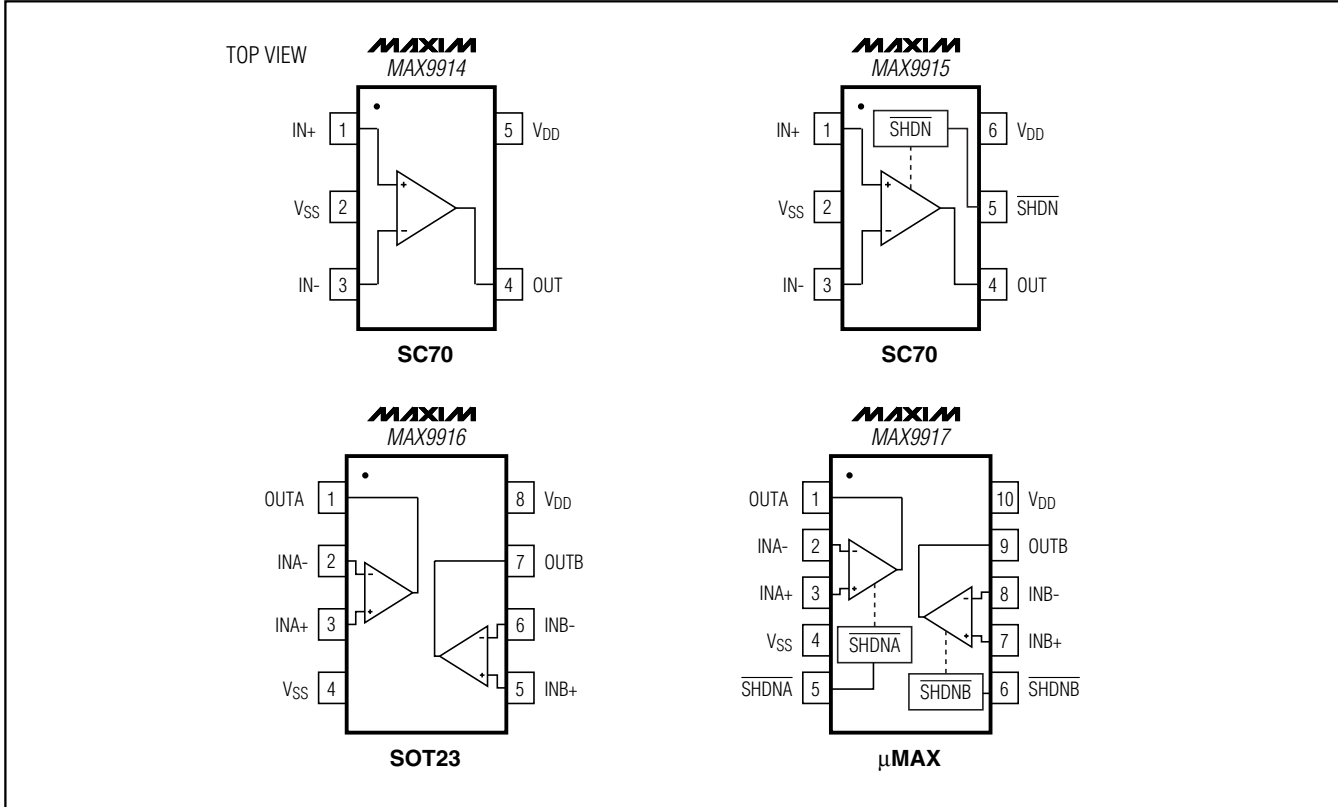 TOP VIEW
MAXIM
MAX9914
IN+ 1
5 VDD
VSS 2
IN- 3
4 OUT
+
-
SC70
MAXIM
MAX9915
IN+ 1
SHDN
6 VDD
VSS 2
5 SHDN
IN- 3
4 OUT
+
-
SC70
MAXIM
MAX9916
OUTA 1
8 VDD
INA- 2
7 OUTB
INA+ 3
6 INB-
VSS 4
5 INB+
-
+
-
+
SOT23
MAXIM
MAX9917
OUTA 1
10 VDD
INA- 2
9 OUTB
INA+ 3
8 INB-
VSS 4
SHDNA
7 INB+
SHDNA 5
SHDNB
6 SHDNB
-
+
-
+
μMAX